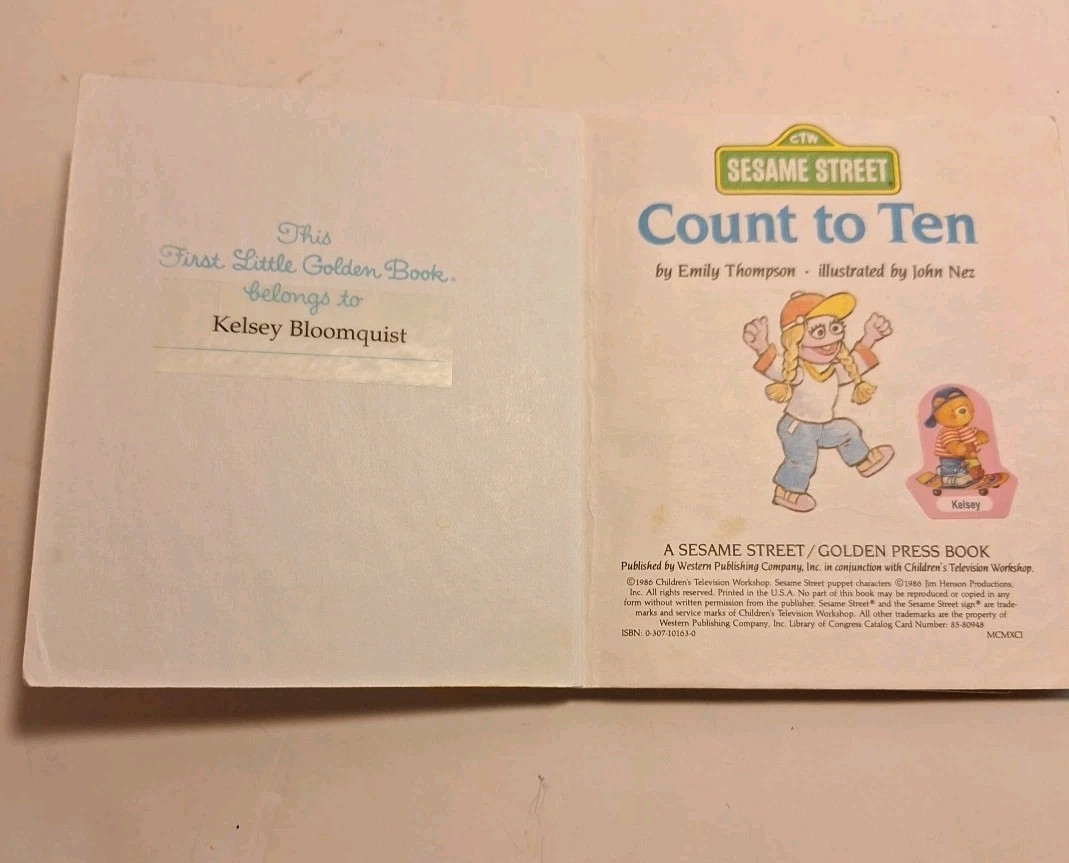 This
First Little Golden Book®
belongs to
Kelsey Bloomquist
CTW
SESAME STREET®
Count to Ten
by Emily Thompson · illustrated by John Nez
Kelsey
A SESAME STREET / GOLDEN PRESS BOOK
Published by Western Publishing Company, Inc. in conjunction with Children's Television Workshop.
©1986 Children's Television Workshop. Sesame Street puppet characters ©1986 Jim Henson Productions,
Inc. All rights reserved. Printed in the U.S.A. No part of this book may be reproduced or copied in any
form without written permission from the publisher. Sesame Street® and the Sesame Street sign® are trade-
marks and service marks of Children's Television Workshop. All other trademarks are the property of
Western Publishing Company, Inc. Library of Congress Catalog Card Number: 85-80948
ISBN: 0-307-10163-0 MCMXCI